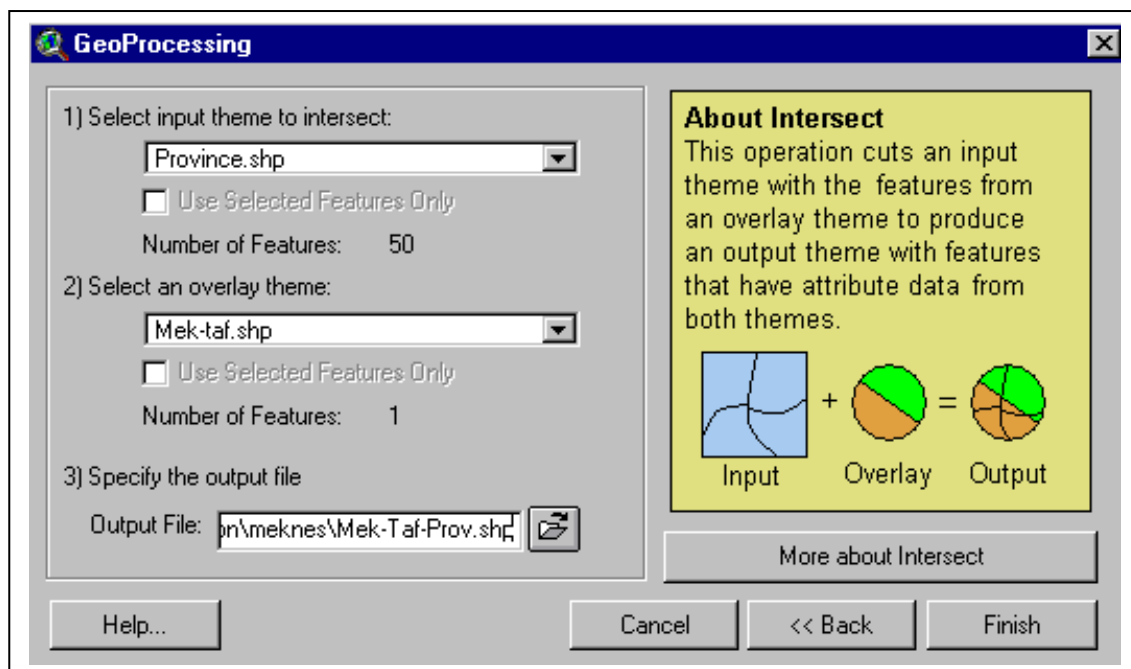 GeoProcessing
1) Select input theme to intersect:
Province.shp
Use Selected Features Only
Number of Features: 50
2) Select an overlay theme:
Mek-taf.shp
Use Selected Features Only
Number of Features: 1
3) Specify the output file
Output File: on\meknes\Mek-Taf-Prov.shp
About Intersect
This operation cuts an input
theme with the features from
an overlay theme to produce
an output theme with features
that have attribute data from
both themes.
+ =
Input Overlay Output
More about Intersect
Help... Cancel << Back Finish